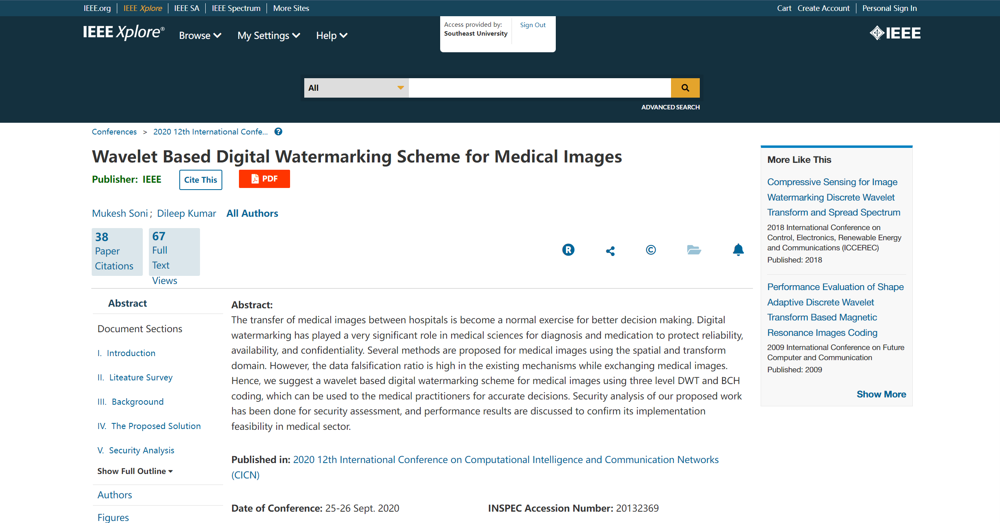 IEEE.org IEEE Xplore IEEE SA IEEE Spectrum More Sites Cart Create Account Personal Sign In
IEEE Xplore® Browse My Settings Help
Access provided by:
Southeast University
Sign Out
IEEE
All
ADVANCED SEARCH
Conferences > 2020 12th International Confe... ?
Wavelet Based Digital Watermarking Scheme for Medical Images
Publisher: IEEE Cite This PDF
Mukesh Soni ; Dileep Kumar All Authors
38
Paper
Citations
67
Full
Text
Views
R ©
Abstract
Document Sections
I. Introduction
II. Liteature Survey
III. Backgroound
IV. The Proposed Solution
V. Security Analysis
Show Full Outline
Authors
Figures
Abstract:
The transfer of medical images between hospitals is become a normal exercise for better decision making. Digital
watermarking has played a very significant role in medical sciences for diagnosis and medication to protect reliability,
availability, and confidentiality. Several methods are proposed for medical images using the spatial and transform
domain. However, the data falsification ratio is high in the existing mechanisms while exchanging medical images.
Hence, we suggest a wavelet based digital watermarking scheme for medical images using three level DWT and BCH
coding, which can be used to the medical practitioners for accurate decisions. Security analysis of our proposed work
has been done for security assessment, and performance results are discussed to confirm its implementation
feasibility in medical sector.
Published in: 2020 12th International Conference on Computational Intelligence and Communication Networks
(CICN)
Date of Conference: 25-26 Sept. 2020 INSPEC Accession Number: 20132369
More Like This
Compressive Sensing for Image
Watermarking Discrete Wavelet
Transform and Spread Spectrum
2018 International Conference on
Control, Electronics, Renewable Energy
and Communications (ICCEREC)
Published: 2018
Performance Evaluation of Shape
Adaptive Discrete Wavelet
Transform Based Magnetic
Resonance Images Coding
2009 International Conference on Future
Computer and Communication
Published: 2009
Show More